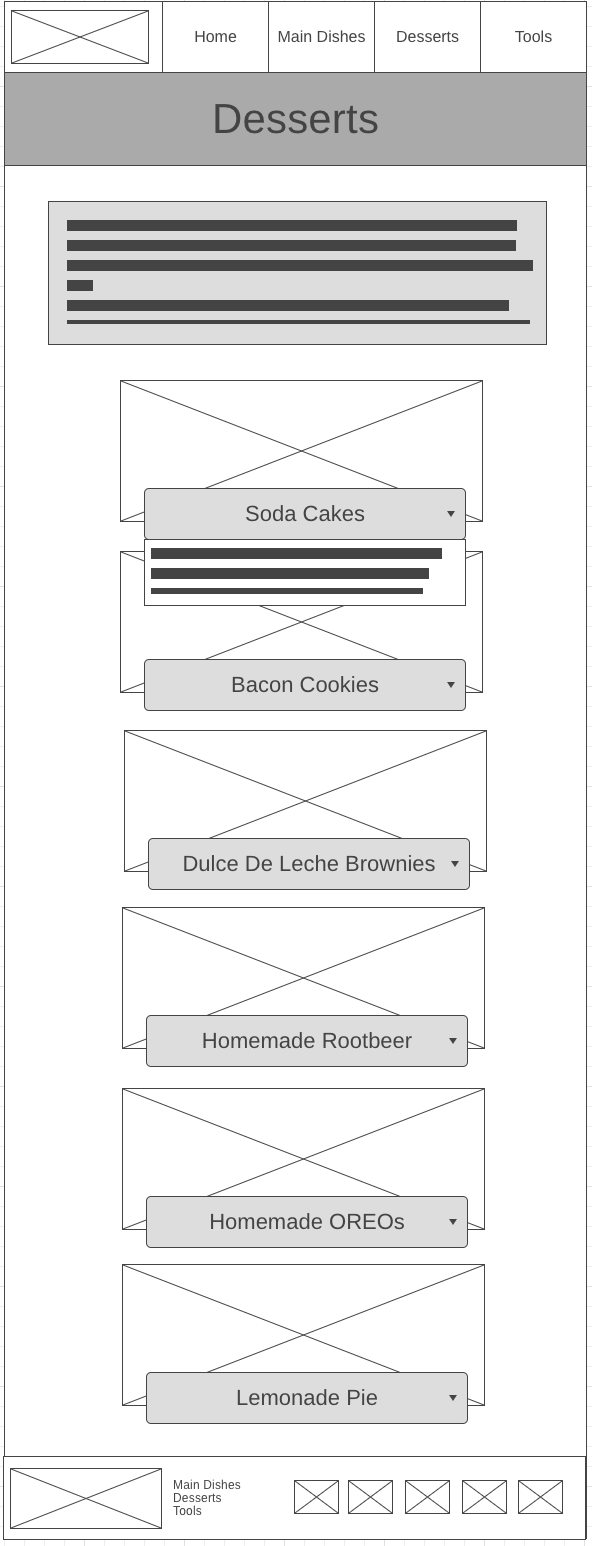 Home
Main Dishes
Desserts
Tools
Desserts
Soda Cakes
Bacon Cookies
Dulce De Leche Brownies
Homemade Rootbeer
Homemade OREOs
Lemonade Pie
Main Dishes
Desserts
Tools